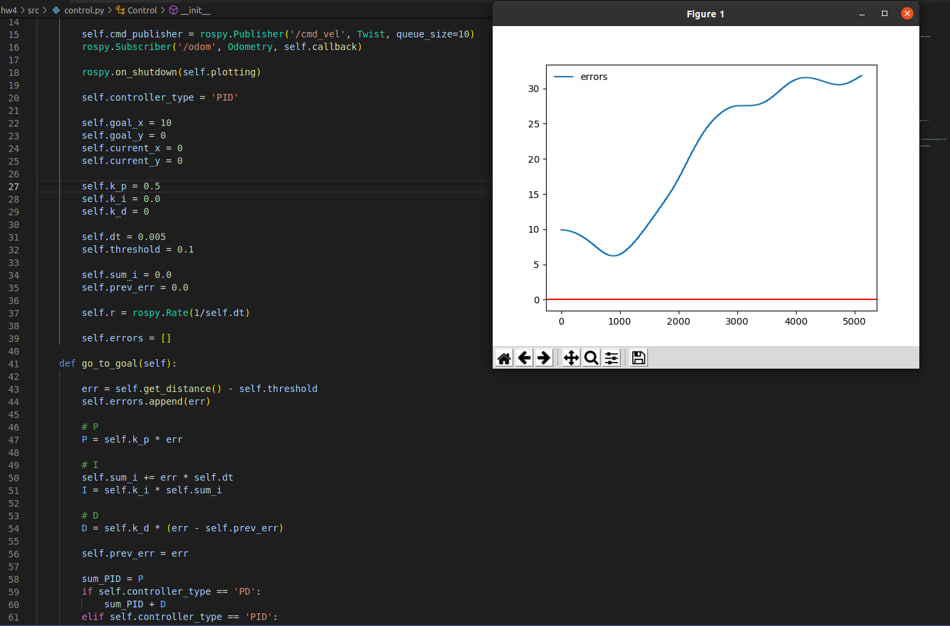 hw4 > src > control.py > Control > __init__
Figure 1
14
15 self.cmd_publisher = rospy.Publisher('/cmd_vel', Twist, queue_size=10)
16 rospy.Subscriber('/odom', Odometry, self.callback)
17
18 rospy.on_shutdown(self.plotting)
19
20 self.controller_type = 'PID'
21
22 self.goal_x = 10
23 self.goal_y = 0
24 self.current_x = 0
25 self.current_y = 0
26
27 self.k_p = 0.5
28 self.k_i = 0.0
29 self.k_d = 0
30
31 self.dt = 0.005
32 self.threshold = 0.1
33
34 self.sum_i = 0.0
35 self.prev_err = 0.0
36
37 self.r = rospy.Rate(1/self.dt)
38
39 self.errors = []
40
41 def go_to_goal(self):
42
43 err = self.get_distance() - self.threshold
44 self.errors.append(err)
45
46 # P
47 P = self.k_p * err
48
49 # I
50 self.sum_i += err * self.dt
51 I = self.k_i * self.sum_i
52
53 # D
54 D = self.k_d * (err - self.prev_err)
55
56 self.prev_err = err
57
58 sum_PID = P
59 if self.controller_type == 'PD':
60 sum_PID + D
61 elif self.controller_type == 'PID':
errors
30
25
20
15
10
5
0
0 1000 2000 3000 4000 5000